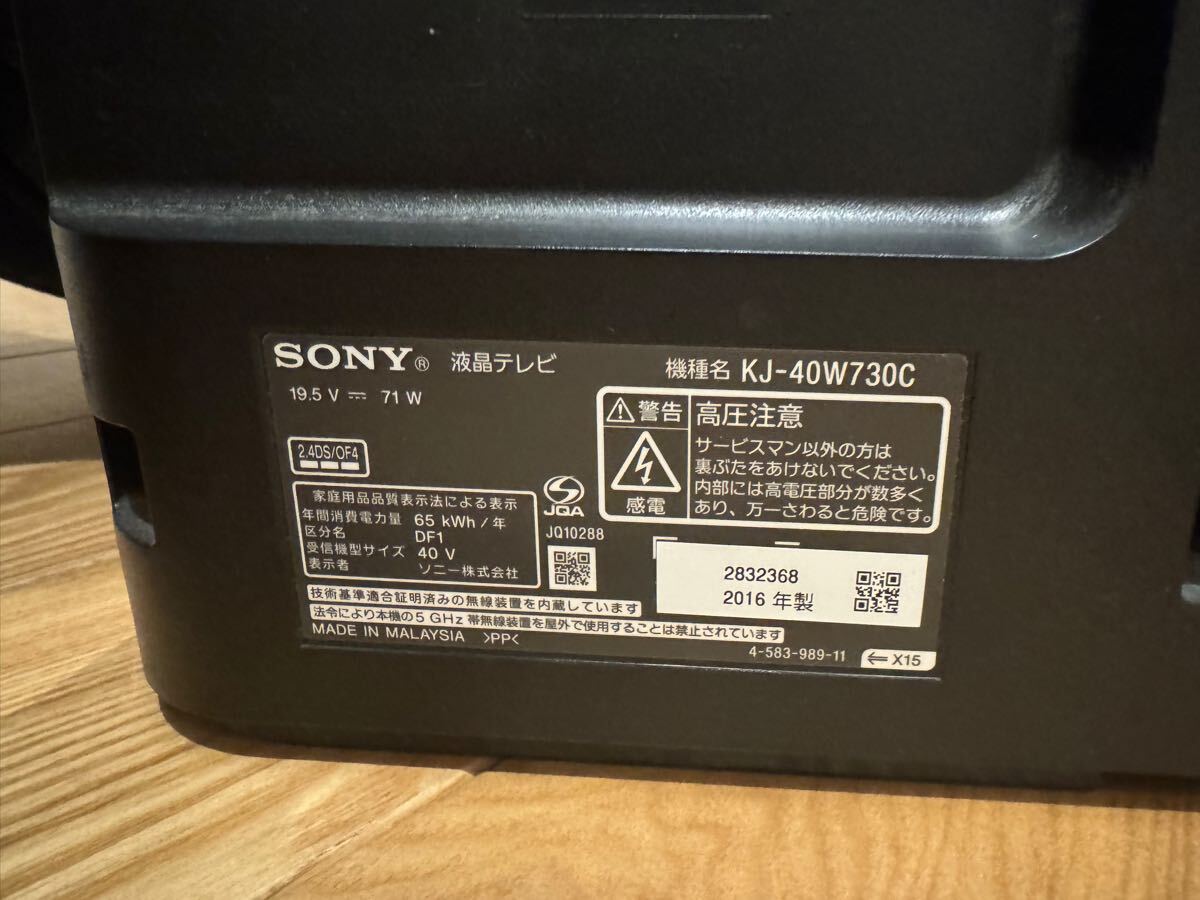 SONY® 液晶テレビ
機種名 KJ-40W730C
19.5 V ⎓ 71 W
2.4DS/OF4
家庭用品品質表示法による表示
年間消費電力量 65 kWh/年
区分名 DF1
受信機型サイズ 40 V
表示者 ソニー株式会社
JQA
JQ10288
⚠警告
感電
高圧注意
サービスマン以外の方は
裏ぶたをあけないでください。
内部には高電圧部分が数多く
あり、万一さわると危険です。
2832368
2016 年製
技術基準適合証明済みの無線装置を内蔵しています
法令により本機の5 GHz 帯無線装置を屋外で使用することは禁止されています
MADE IN MALAYSIA >PP<
4-583-989-11
⇐ X15